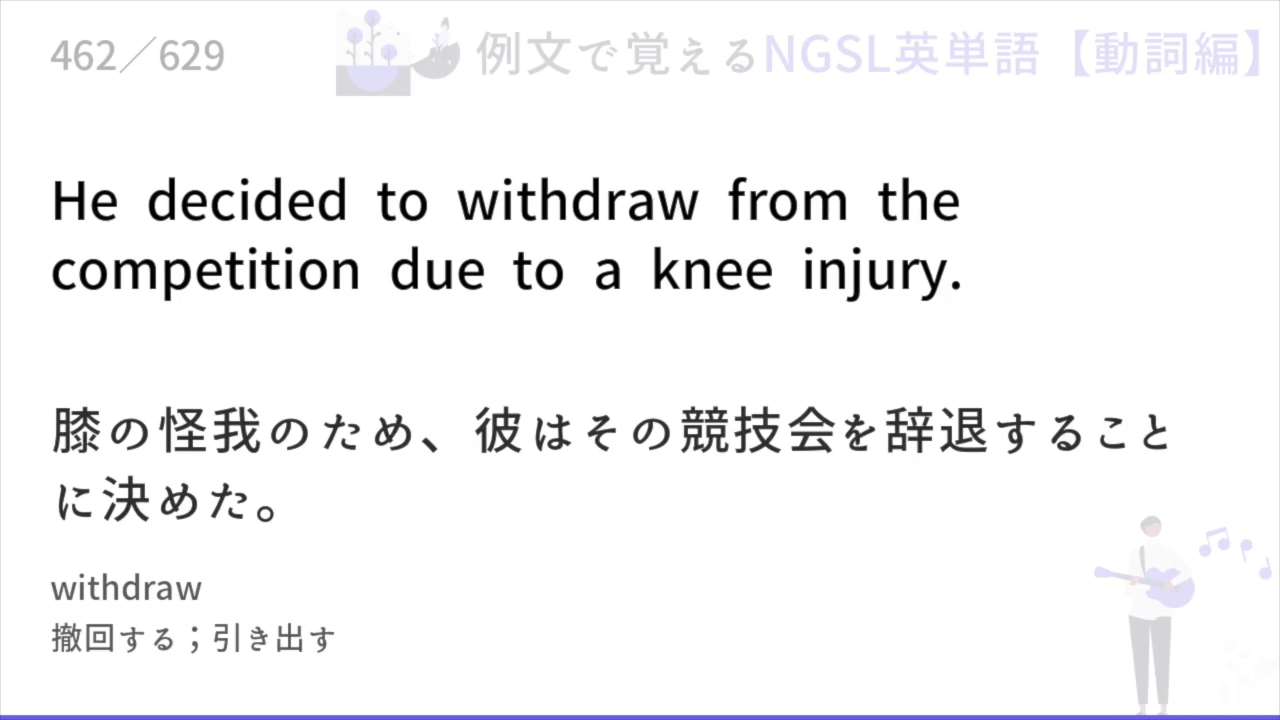 462／629
例文で覚えるNGSL英単語【動詞編】
He decided to withdraw from the
competition due to a knee injury.
膝の怪我のため、彼はその競技会を辞退すること
に決めた。
withdraw
撤回する；引き出す